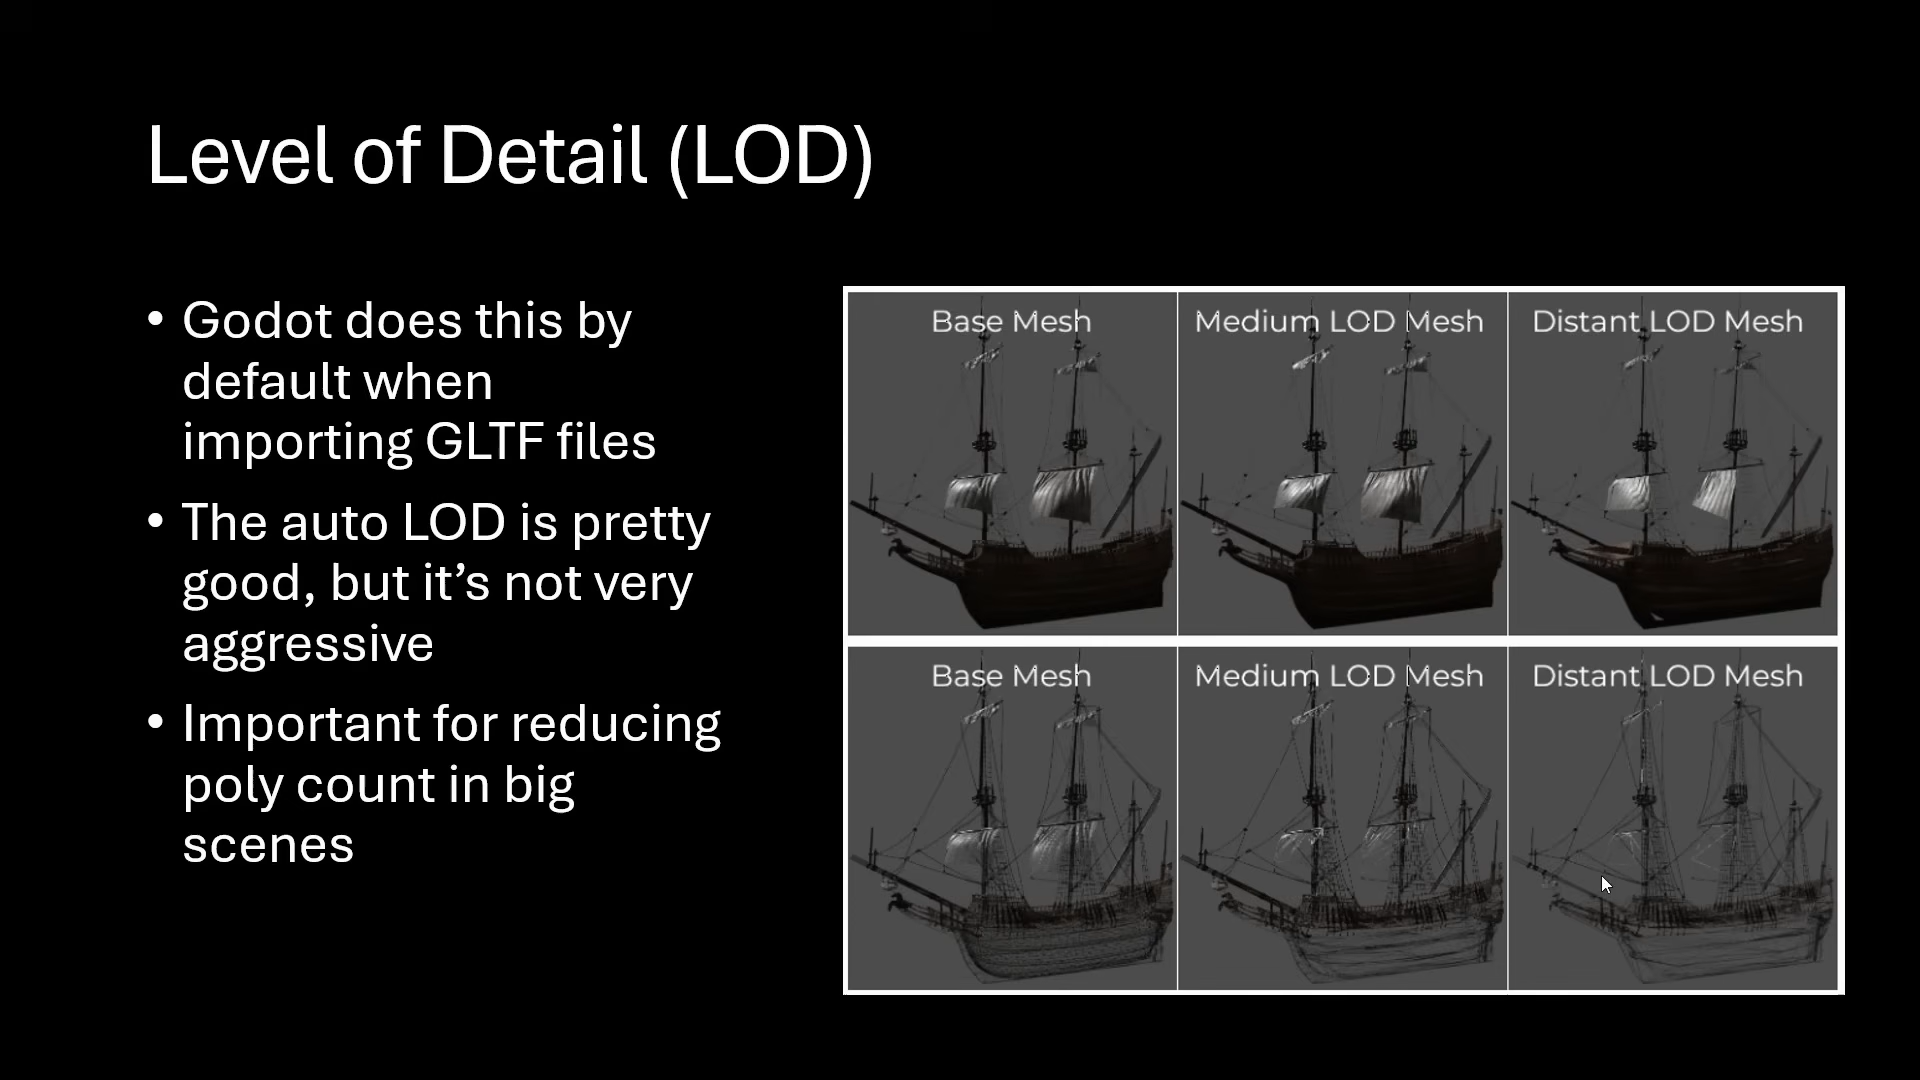 Level of Detail (LOD)
• Godot does this by
default when
importing GLTF files
• The auto LOD is pretty
good, but it’s not very
aggressive
• Important for reducing
poly count in big
scenes
Base Mesh
Medium LOD Mesh
Distant LOD Mesh
Base Mesh
Medium LOD Mesh
Distant LOD Mesh